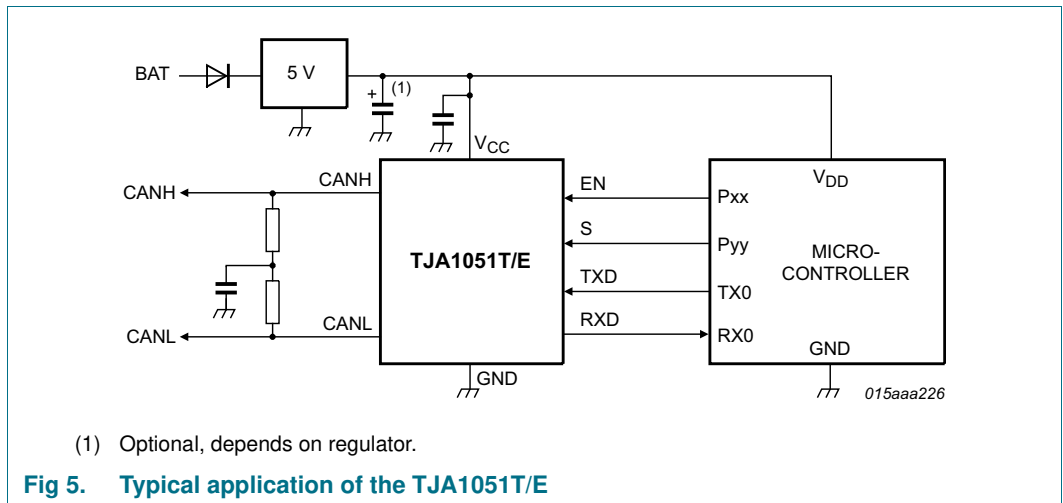 BAT
5 V
+ (1)
VCC
CANH CANH
EN
Pxx
VDD
S
Pyy
TJA1051T/E
MICRO-
CONTROLLER
TXD
TX0
RXD
RX0
CANL CANL
GND
GND
015aaa226
(1) Optional, depends on regulator.
Fig 5. Typical application of the TJA1051T/E